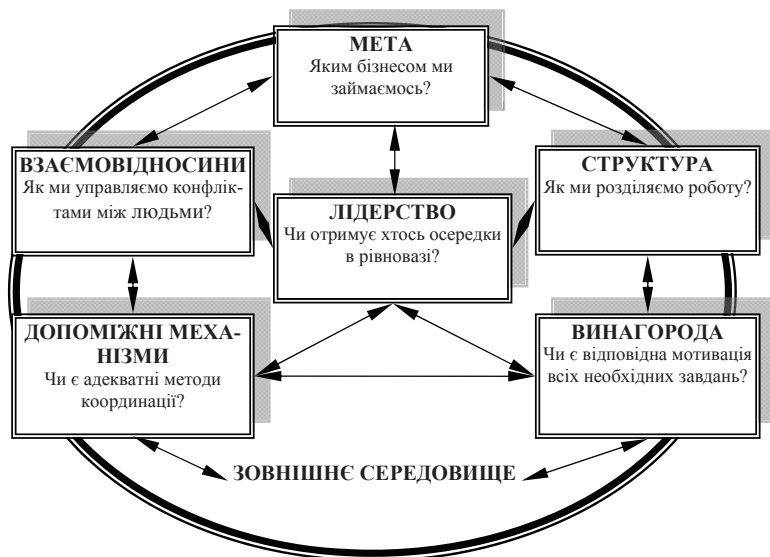 МЕТА
Яким бізнесом ми
займаємось?
ВЗАЄМОВІДНОСИНИ
Як ми управляємо конфлік-
тами між людьми?
СТРУКТУРА
Як ми розділяємо роботу?
ЛІДЕРСТВО
Чи отримує хтось осередки
в рівновазі?
ДОПОМІЖНІ МЕХА-
НІЗМИ
Чи є адекватні методи
координації?
ВИНАГОРОДА
Чи є відповідна мотивація
всіх необхідних завдань?
ЗОВНІШНЄ СЕРЕДОВИЩЕ